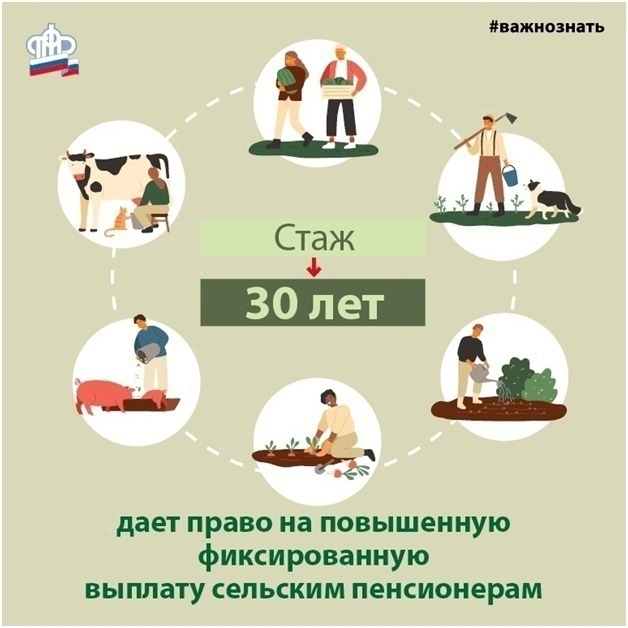 #важнознать
Стаж
30 лет
дает право на повышенную
фиксированную
выплату сельским пенсионерам